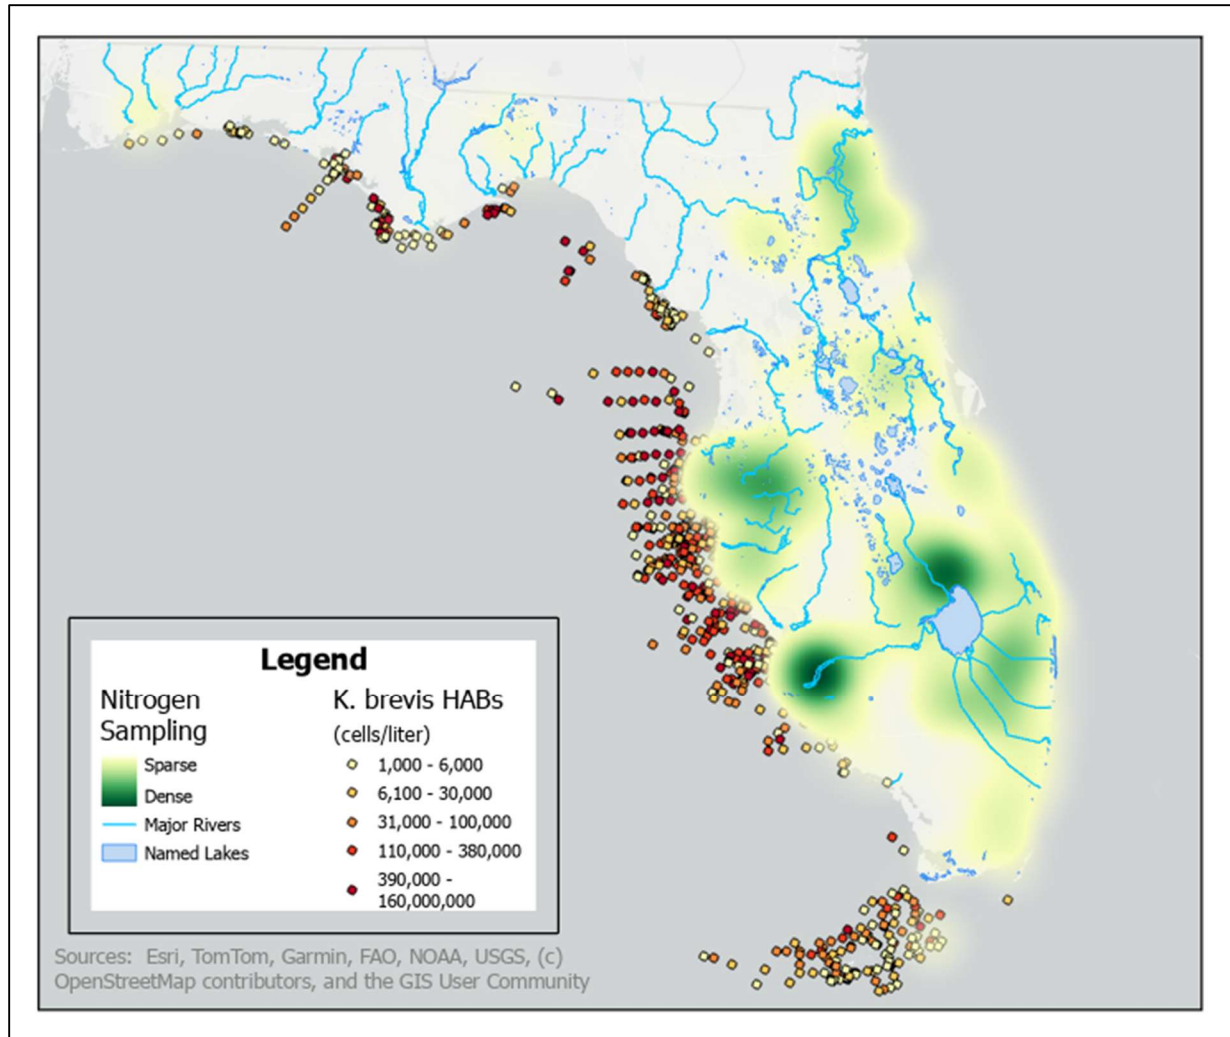 Legend
Nitrogen
Sampling
Sparse
Dense
Major Rivers
Named Lakes
K. brevis HABs
(cells/liter)
1,000 - 6,000
6,100 - 30,000
31,000 - 100,000
110,000 - 380,000
390,000 -
160,000,000
Sources: Esri, TomTom, Garmin, FAO, NOAA, USGS, (c)
OpenStreetMap contributors, and the GIS User Community